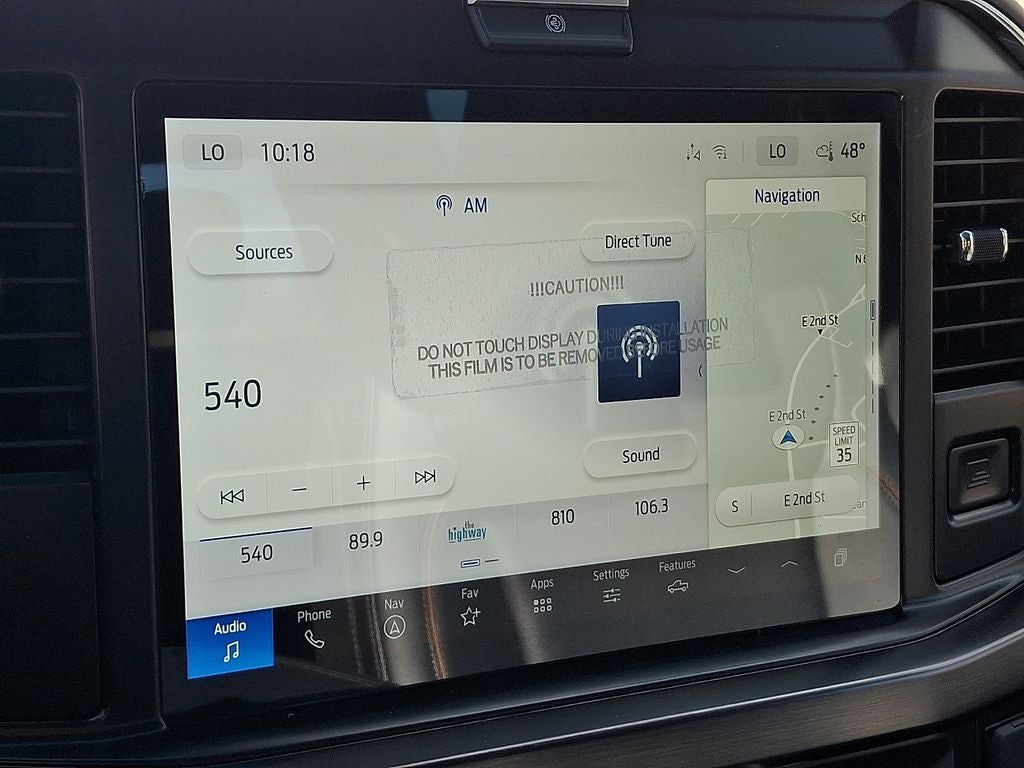 LO
10:18
LO
48°
AM
Navigation
Sources
Direct Tune
Sch
!!!CAUTION!!!
N
E 2nd St
DO NOT TOUCH DISPLAY DURING INSTALLATION
THIS FILM IS TO BE REMOVED BEFORE USAGE
540
E 2nd St
SPEED
LIMIT
35
Sound
S
E 2nd St
540
89.9
the
highway
810
106.3
Audio
Phone
Nav
Fav
Apps
Settings
Features